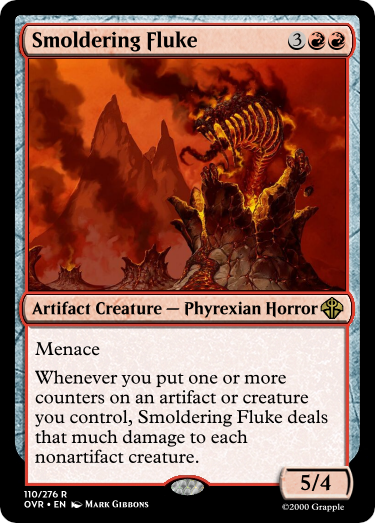 Smoldering Fluke 3
Artifact Creature — Phyrexian Horror
Menace
Whenever you put one or more
counters on an artifact or creature
you control, Smoldering Fluke deals
that much damage to each
nonartifact creature.
5/4
110/276 R
OVR • EN Mark Gibbons
©2000 Grapple